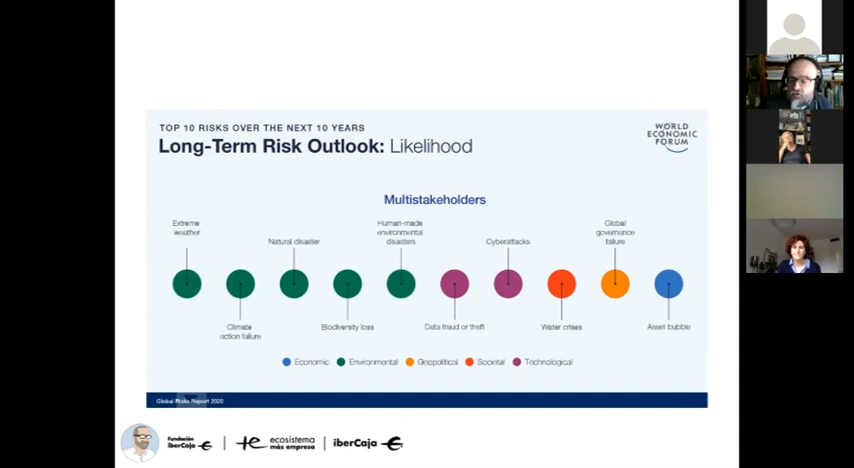 TOP 10 RISKS OVER THE NEXT 10 YEARS
Long-Term Risk Outlook: Likelihood
WORLD
ECONOMIC
FORUM
Multistakeholders
Extreme
weather
Natural disaster
Human-made
environmental
disasters
Cyberattacks
Global
governance
failure
Climate
action failure
Biodiversity loss
Data fraud or theft
Water crises
Asset bubble
Economic
Environmental
Geopolitical
Societal
Technological
Global Risks Report 2020
Fundación
iberCaja
ecosistema
más empresa
iberCaja